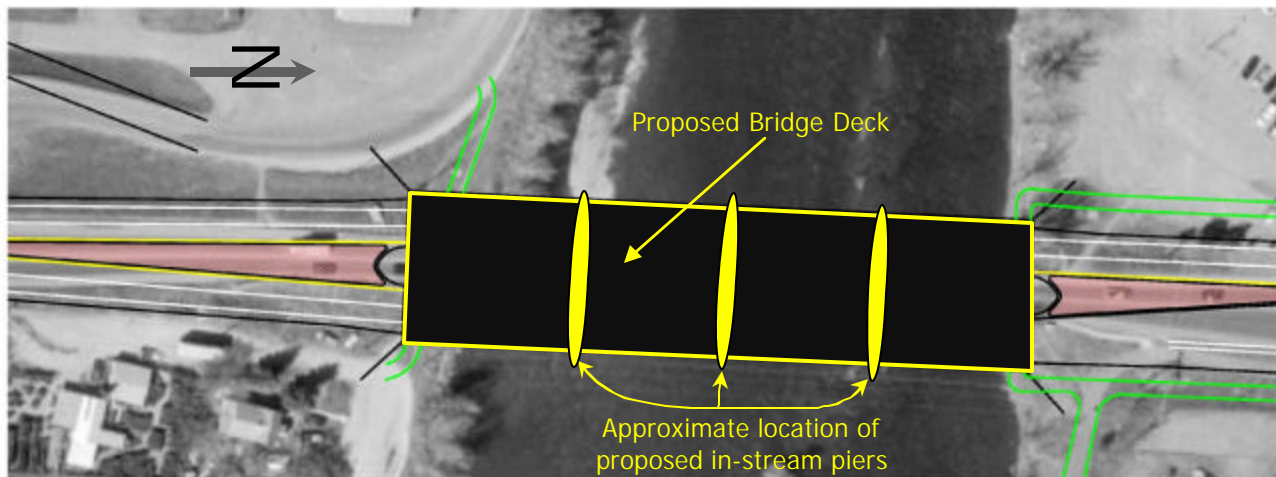 N
Proposed Bridge Deck
Approximate location of
proposed in-stream piers